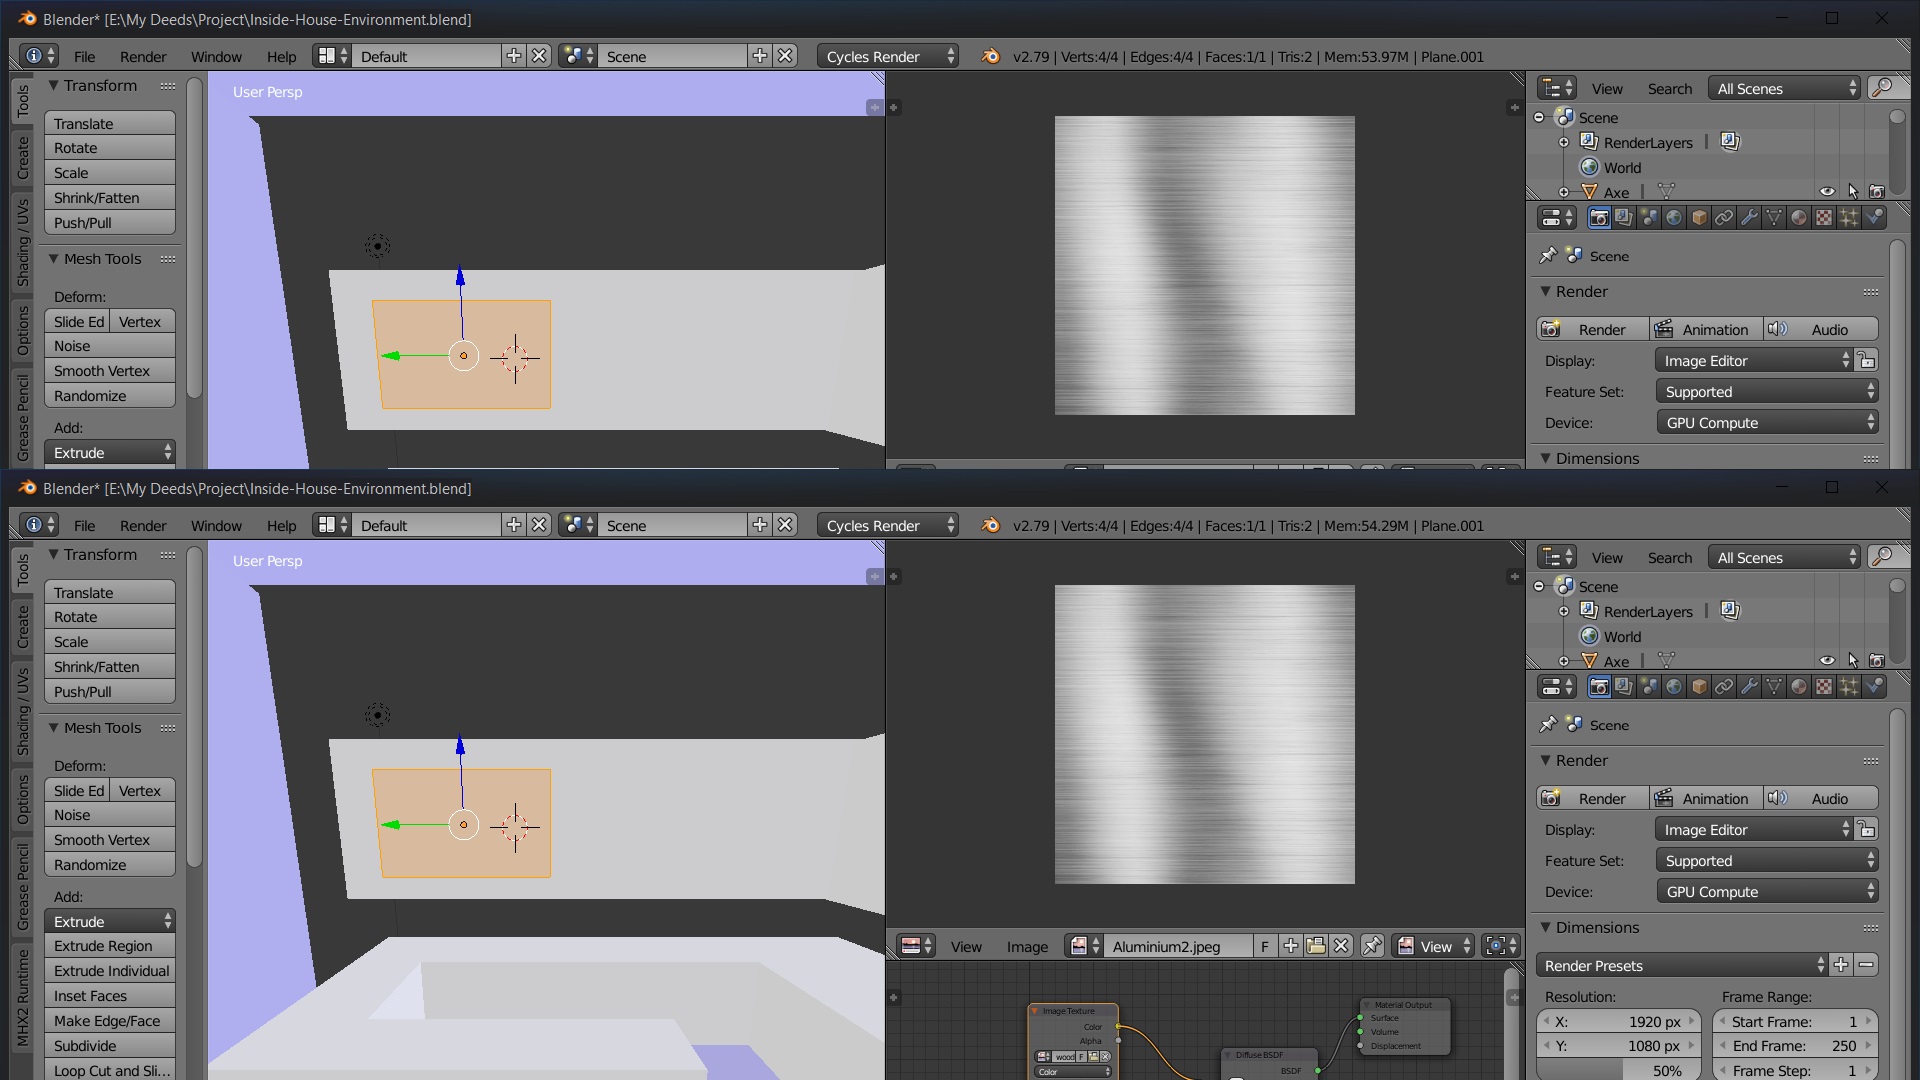 Blender* [E:\My Deeds\Project\Inside-House-Environment.blend]
File Render Window Help Default Scene Cycles Render v2.79 | Verts:4/4 | Edges:4/4 | Faces:1/1 | Tris:2 | Mem:53.97M | Plane.001
Tools
Create
Shading / UVs
Options
Grease Pencil
Transform
Translate
Rotate
Scale
Shrink/Fatten
Push/Pull
Mesh Tools
Deform:
Slide Ed Vertex
Noise
Smooth Vertex
Randomize
Add:
Extrude
User Persp
View Search All Scenes
Scene
RenderLayers
World
Axe
Scene
Render
Render Animation Audio
Display: Image Editor
Feature Set: Supported
Device: GPU Compute
Dimensions
Blender* [E:\My Deeds\Project\Inside-House-Environment.blend]
File Render Window Help Default Scene Cycles Render v2.79 | Verts:4/4 | Edges:4/4 | Faces:1/1 | Tris:2 | Mem:54.29M | Plane.001
Tools
Create
Shading / UVs
Options
Grease Pencil
MHX2 Runtime
Transform
Translate
Rotate
Scale
Shrink/Fatten
Push/Pull
Mesh Tools
Deform:
Slide Ed Vertex
Noise
Smooth Vertex
Randomize
Add:
Extrude
Extrude Region
Extrude Individual
Inset Faces
Make Edge/Face
Subdivide
Loop Cut and Sli...
User Persp
View Image Aluminium2.jpeg F View
Image Texture
Color
Alpha
wood F
Color
Diffuse BSDF
BSDF
Material Output
Surface
Volume
Displacement
View Search All Scenes
Scene
RenderLayers
World
Axe
Scene
Render
Render Animation Audio
Display: Image Editor
Feature Set: Supported
Device: GPU Compute
Dimensions
Render Presets
Resolution: Frame Range:
X: 1920 px Start Frame: 1
Y: 1080 px End Frame: 250
50% Frame Step: 1